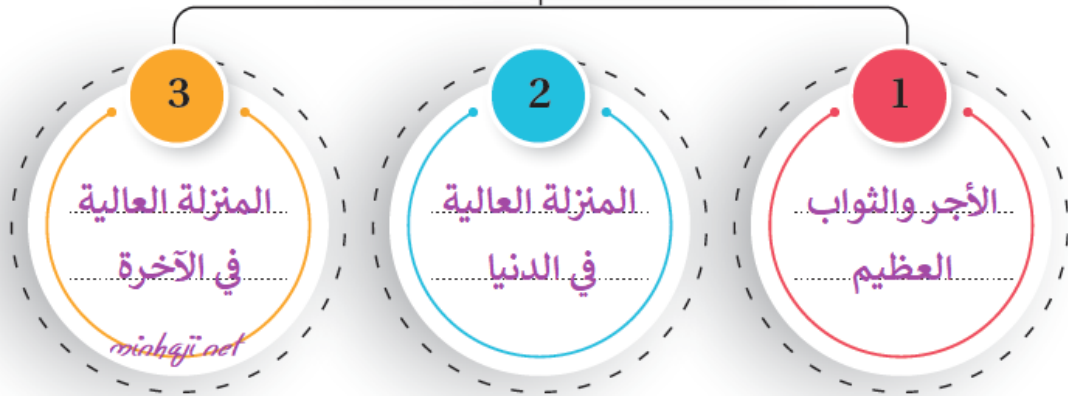 1
الأجر والثواب
العظيم
2
المنزلة العالية
في الدنيا
3
المنزلة العالية
في الآخرة
minhaji.net